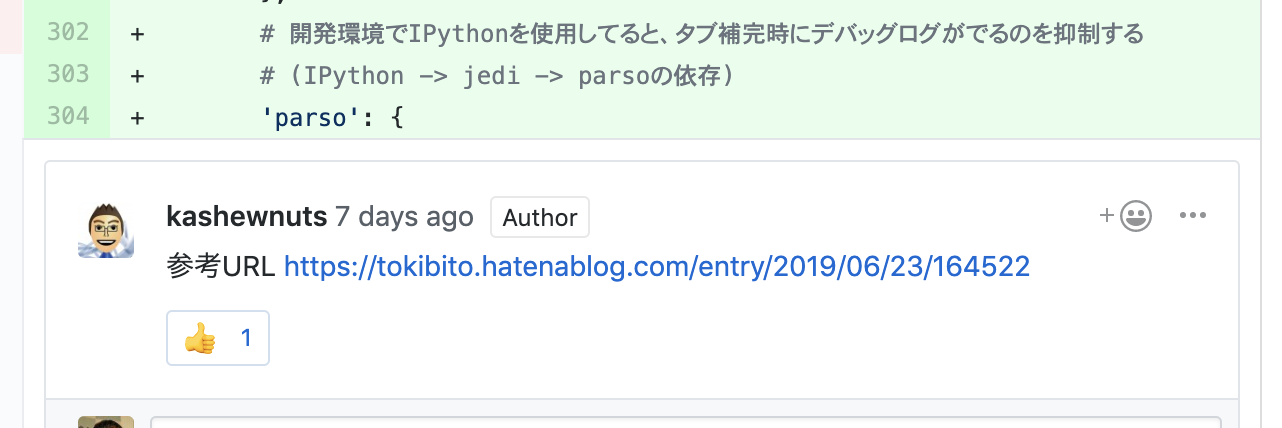 302 + # 開発環境でIPythonを使用してると、タブ補完時にデバッグログがでるのを抑制する
303 + # (IPython -> jedi -> parsoの依存)
304 + 'parso': {
kashewnuts 7 days ago Author
参考URL https://tokibito.hatenablog.com/entry/2019/06/23/164522
👍 1